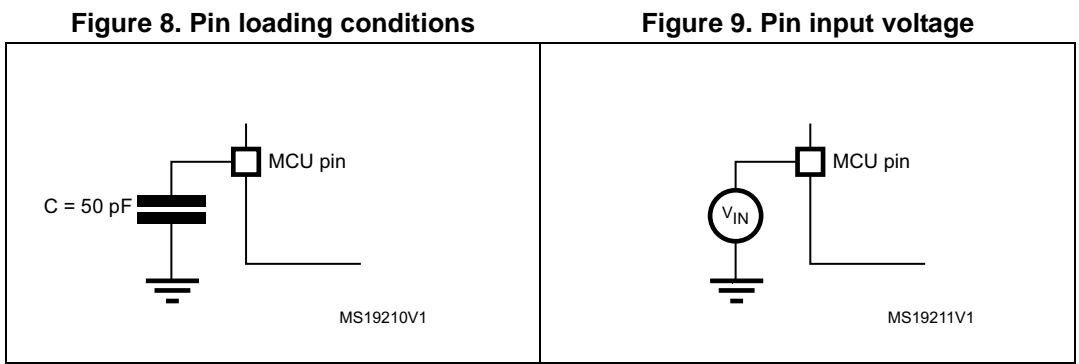 Figure 8. Pin loading conditions
Figure 9. Pin input voltage
MCU pin
C = 50 pF
MS19210V1
MCU pin
VIN
MS19211V1